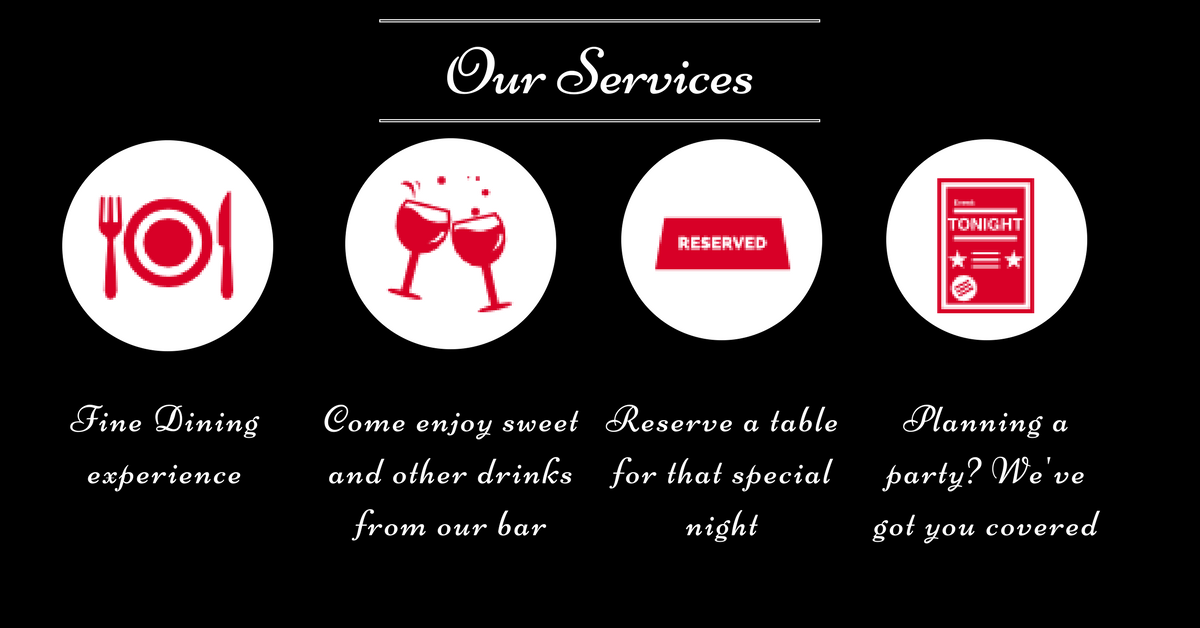 Our Services
RESERVED
Event:
TONIGHT
Fine Dining
experience
Come enjoy sweet
and other drinks
from our bar
Reserve a table
for that special
night
Planning a
party? We've
got you covered